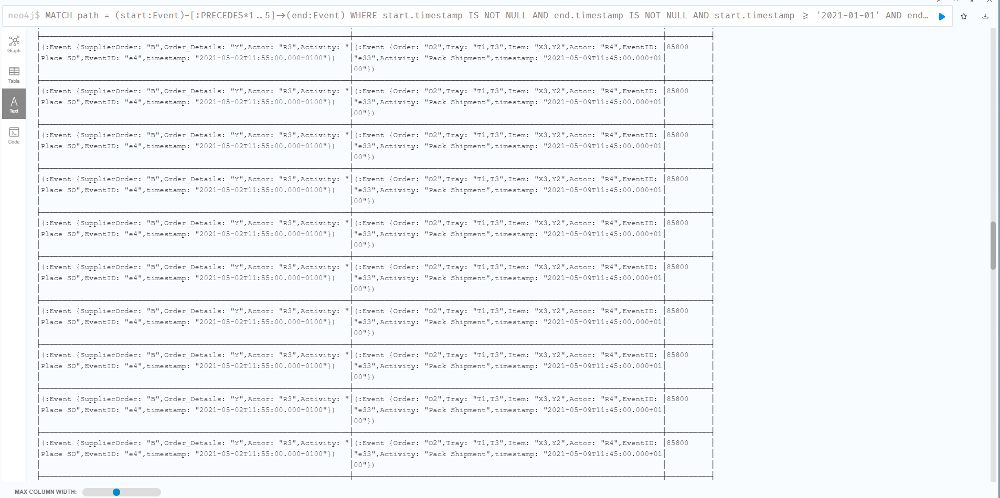 neo4j$ MATCH path = (start:Event)-[:PRECEDES*1..5]→(end:Event) WHERE start.timestamp IS NOT NULL AND end.timestamp IS NOT NULL AND start.timestamp ⩾ '2021-01-01' AND end…
Graph
Table
Text
Code
(:Event {SupplierOrder: "B",Order_Details: "Y",Actor: "R3",Activity: "│(:Event {Order: "O2",Tray: "T1,T3",Item: "X3,Y2",Actor: "R4",EventID: │85800
Place SO",EventID: "e4",timestamp: "2021-05-02T11:55:00.000+0100"}) │"e33",Activity: "Pack Shipment",timestamp: "2021-05-09T11:45:00.000+01
00"})
(:Event {SupplierOrder: "B",Order_Details: "Y",Actor: "R3",Activity: "│(:Event {Order: "O2",Tray: "T1,T3",Item: "X3,Y2",Actor: "R4",EventID: │85800
Place SO",EventID: "e4",timestamp: "2021-05-02T11:55:00.000+0100"}) │"e33",Activity: "Pack Shipment",timestamp: "2021-05-09T11:45:00.000+01
00"})
(:Event {SupplierOrder: "B",Order_Details: "Y",Actor: "R3",Activity: "│(:Event {Order: "O2",Tray: "T1,T3",Item: "X3,Y2",Actor: "R4",EventID: │85800
Place SO",EventID: "e4",timestamp: "2021-05-02T11:55:00.000+0100"}) │"e33",Activity: "Pack Shipment",timestamp: "2021-05-09T11:45:00.000+01
00"})
(:Event {SupplierOrder: "B",Order_Details: "Y",Actor: "R3",Activity: "│(:Event {Order: "O2",Tray: "T1,T3",Item: "X3,Y2",Actor: "R4",EventID: │85800
Place SO",EventID: "e4",timestamp: "2021-05-02T11:55:00.000+0100"}) │"e33",Activity: "Pack Shipment",timestamp: "2021-05-09T11:45:00.000+01
00"})
(:Event {SupplierOrder: "B",Order_Details: "Y",Actor: "R3",Activity: "│(:Event {Order: "O2",Tray: "T1,T3",Item: "X3,Y2",Actor: "R4",EventID: │85800
Place SO",EventID: "e4",timestamp: "2021-05-02T11:55:00.000+0100"}) │"e33",Activity: "Pack Shipment",timestamp: "2021-05-09T11:45:00.000+01
00"})
(:Event {SupplierOrder: "B",Order_Details: "Y",Actor: "R3",Activity: "│(:Event {Order: "O2",Tray: "T1,T3",Item: "X3,Y2",Actor: "R4",EventID: │85800
Place SO",EventID: "e4",timestamp: "2021-05-02T11:55:00.000+0100"}) │"e33",Activity: "Pack Shipment",timestamp: "2021-05-09T11:45:00.000+01
00"})
(:Event {SupplierOrder: "B",Order_Details: "Y",Actor: "R3",Activity: "│(:Event {Order: "O2",Tray: "T1,T3",Item: "X3,Y2",Actor: "R4",EventID: │85800
Place SO",EventID: "e4",timestamp: "2021-05-02T11:55:00.000+0100"}) │"e33",Activity: "Pack Shipment",timestamp: "2021-05-09T11:45:00.000+01
00"})
(:Event {SupplierOrder: "B",Order_Details: "Y",Actor: "R3",Activity: "│(:Event {Order: "O2",Tray: "T1,T3",Item: "X3,Y2",Actor: "R4",EventID: │85800
Place SO",EventID: "e4",timestamp: "2021-05-02T11:55:00.000+0100"}) │"e33",Activity: "Pack Shipment",timestamp: "2021-05-09T11:45:00.000+01
00"})
(:Event {SupplierOrder: "B",Order_Details: "Y",Actor: "R3",Activity: "│(:Event {Order: "O2",Tray: "T1,T3",Item: "X3,Y2",Actor: "R4",EventID: │85800
Place SO",EventID: "e4",timestamp: "2021-05-02T11:55:00.000+0100"}) │"e33",Activity: "Pack Shipment",timestamp: "2021-05-09T11:45:00.000+01
00"})
(:Event {SupplierOrder: "B",Order_Details: "Y",Actor: "R3",Activity: "│(:Event {Order: "O2",Tray: "T1,T3",Item: "X3,Y2",Actor: "R4",EventID: │85800
Place SO",EventID: "e4",timestamp: "2021-05-02T11:55:00.000+0100"}) │"e33",Activity: "Pack Shipment",timestamp: "2021-05-09T11:45:00.000+01
00"})
MAX COLUMN WIDTH: